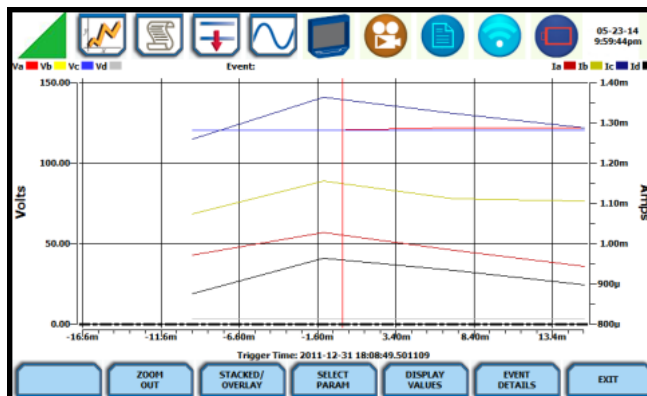 05-23-14
9:59:44pm
Va Vb Vc Vd Event: Ia Ib Ic Id
150.00 1.40m
1.30m
100.00 1.20m
Volts Amps
1.10m
50.00 1.00m
900µ
0.00 800µ
-16.6m -11.6m -6.60m -1.60m 3.40m 8.40m 13.4m
Trigger Time: 2011-12-31 18:08:49.501109
ZOOM OUT STACKED/ OVERLAY SELECT PARAM DISPLAY VALUES EVENT DETAILS EXIT